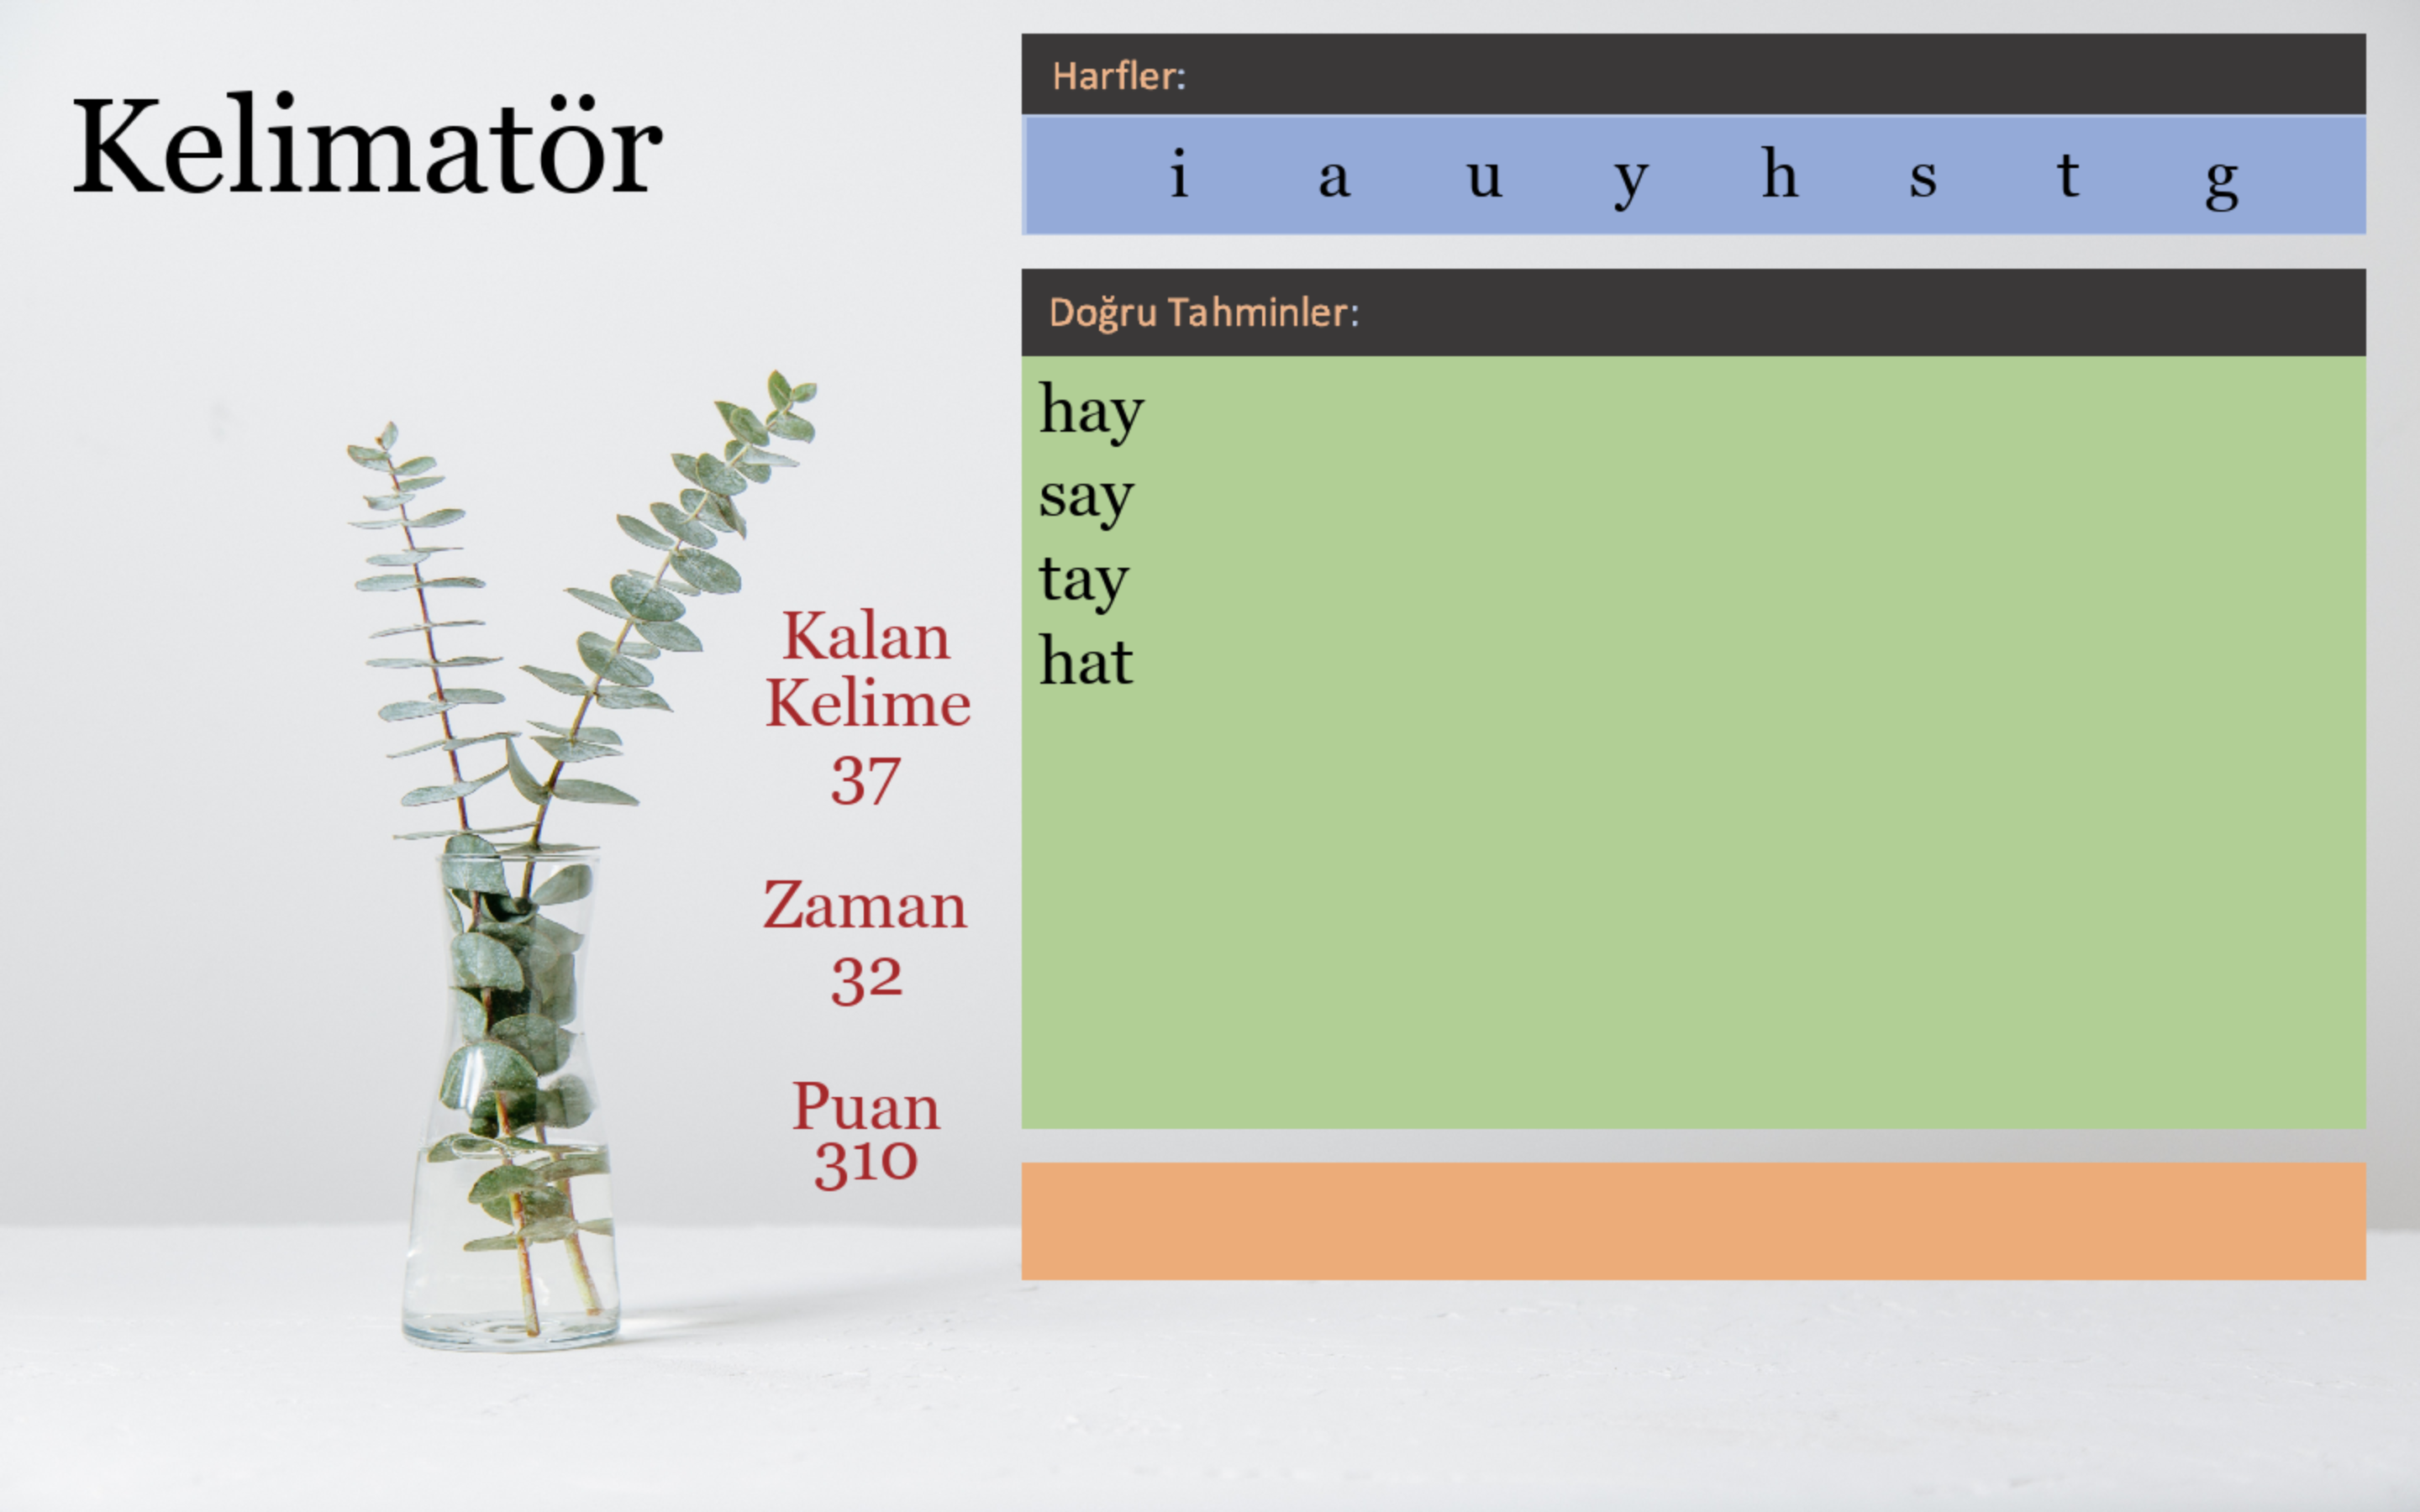 Kelimatör
Harfler:
i a u y h s t g
Doğru Tahminler:
hay
say
tay
hat
Kalan
Kelime
37
Zaman
32
Puan
310